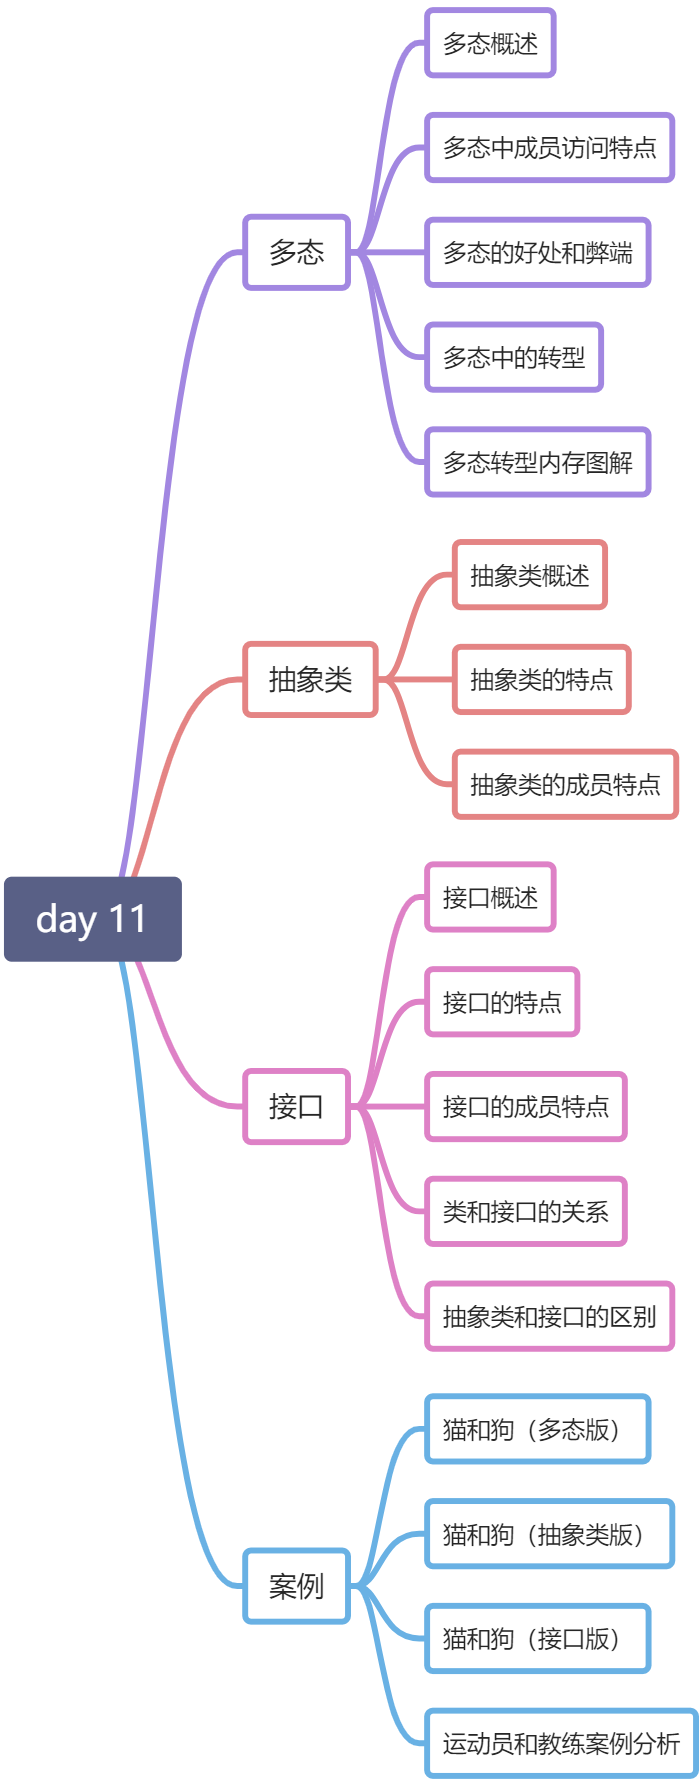 day 11
多态
多态概述
多态中成员访问特点
多态的好处和弊端
多态中的转型
多态转型内存图解
抽象类
抽象类概述
抽象类的特点
抽象类的成员特点
接口
接口概述
接口的特点
接口的成员特点
类和接口的关系
抽象类和接口的区别
案例
猫和狗（多态版）
猫和狗（抽象类版）
猫和狗（接口版）
运动员和教练案例分析